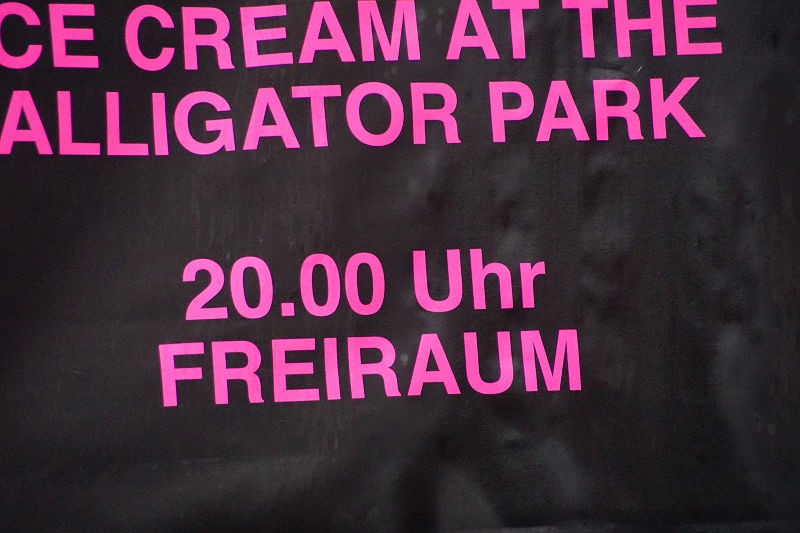 CE CREAM AT THE
ALLIGATOR PARK
20.00 Uhr
FREIRAUM